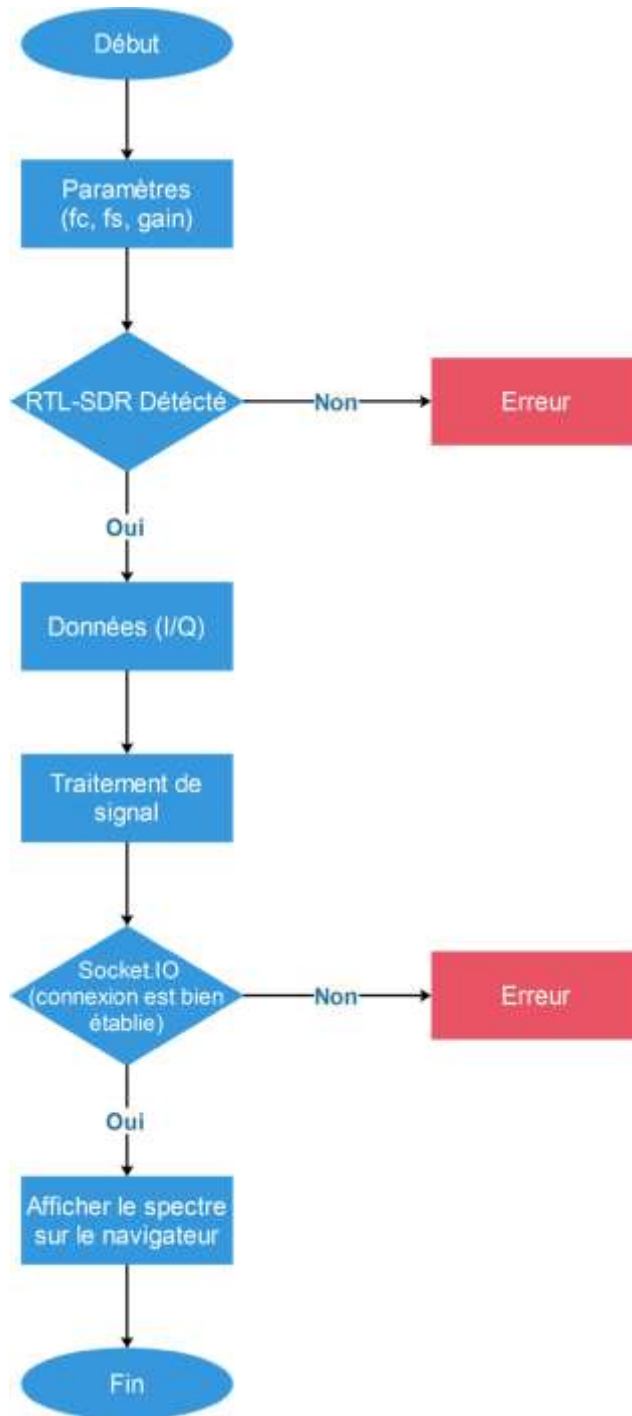 Début
Paramètres
(fc, fs, gain)
RTL-SDR Détécté
Non
Erreur
Oui
Données (I/Q)
Traitement de
signal
Socket.IO
(connexion est bien
établie)
Non
Erreur
Oui
Afficher le spectre
sur le navigateur
Fin